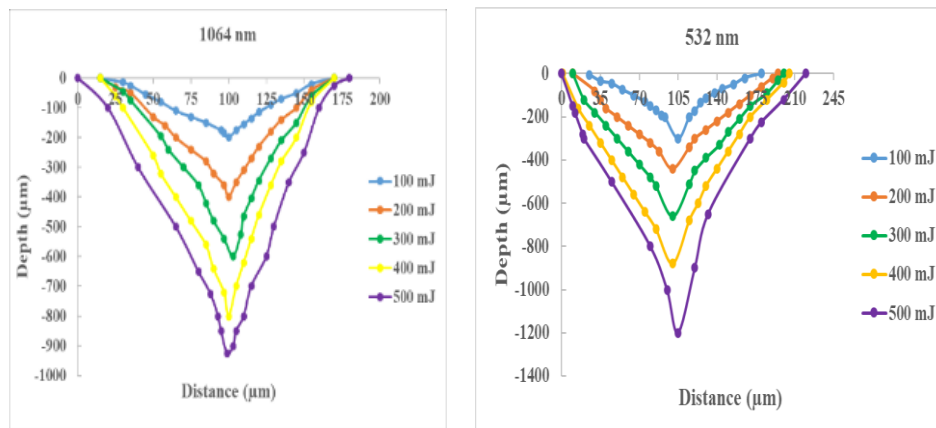 1064 nm
0
-100
-200
-300
-400
-500
-600
-700
-800
-900
-1000
0 25 50 75 100 125 150 175 200
Depth (µm)
Distance (µm)
100 mJ
200 mJ
300 mJ
400 mJ
500 mJ
532 nm
0
-200
-400
-600
-800
-1000
-1200
-1400
0 35 70 105 140 175 210 245
Depth (µm)
Distance (µm)
100 mJ
200 mJ
300 mJ
400 mJ
500 mJ